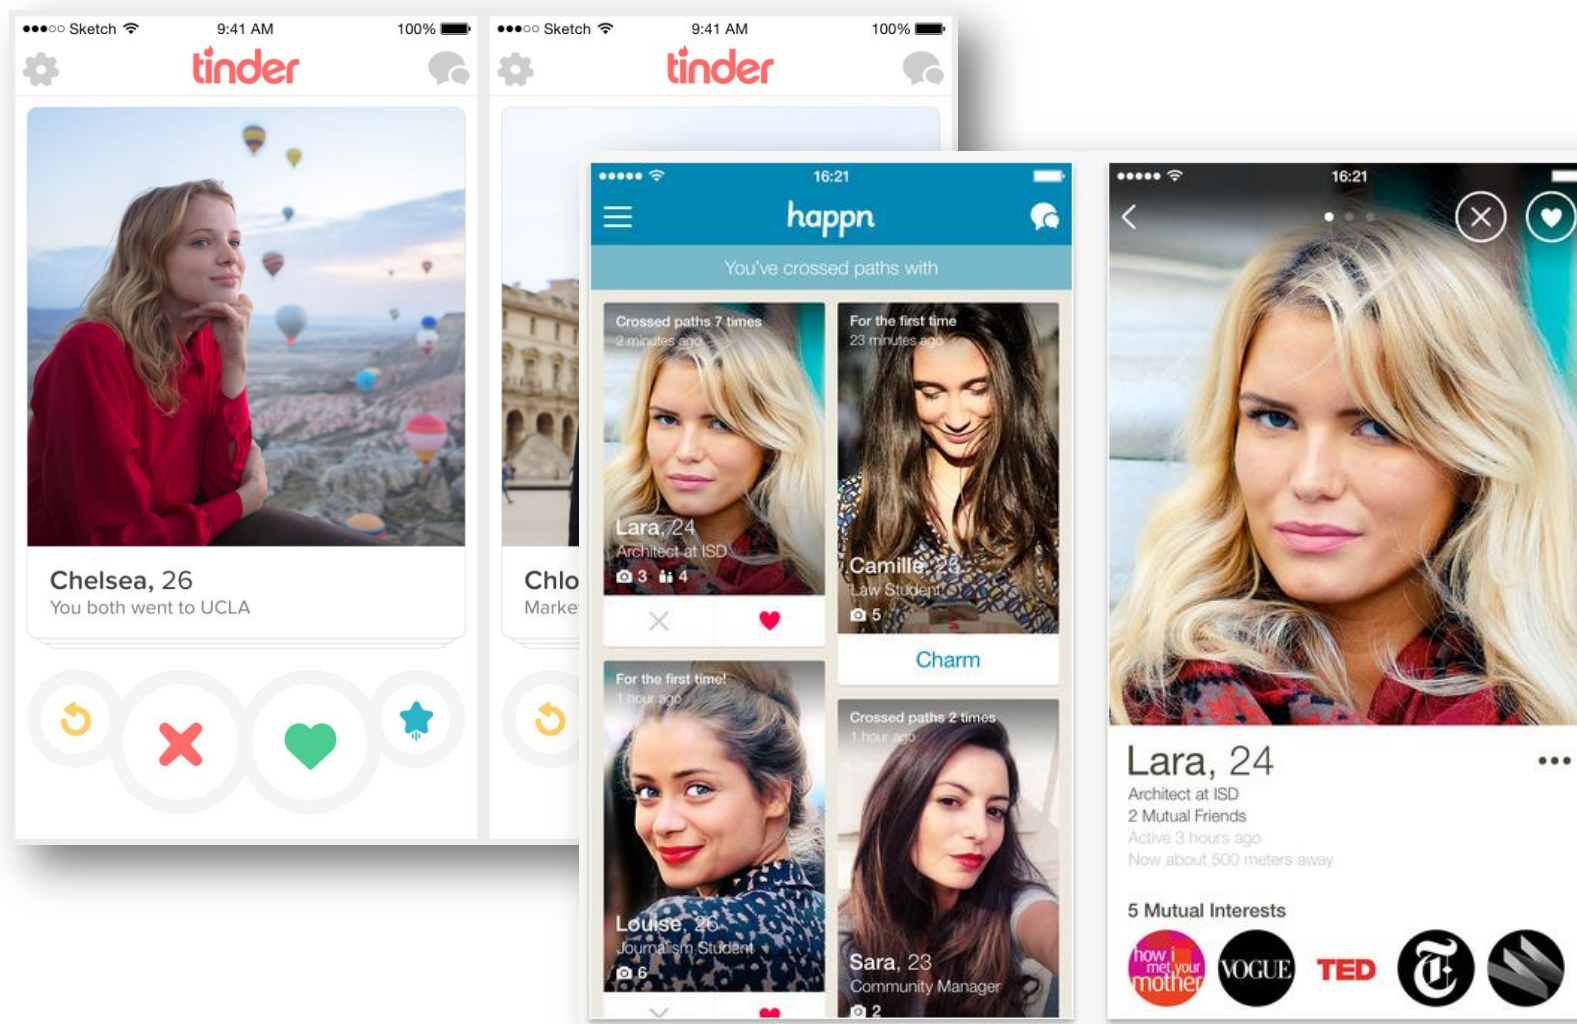 Sketch
9:41 AM
100%
tinder
Chelsea, 26
You both went to UCLA
Sketch
9:41 AM
100%
tinder
Chlo
Marke
16:21
happn
You've crossed paths with
Crossed paths 7 times
2 minutes ago
Lara, 24
Architect at ISD
3 4
For the first time
23 minutes ago
Camille, 25
Law Student
5
Charm
For the first time!
1 hour ago
Louise, 26
Journalism Student
6
Crossed paths 2 times
1 hour ago
Sara, 23
Community Manager
2
16:21
Lara, 24
Architect at ISD
2 Mutual Friends
Active 3 hours ago
Now about 500 meters away
5 Mutual Interests
how i
met your
mother
VOGUE
TED
T